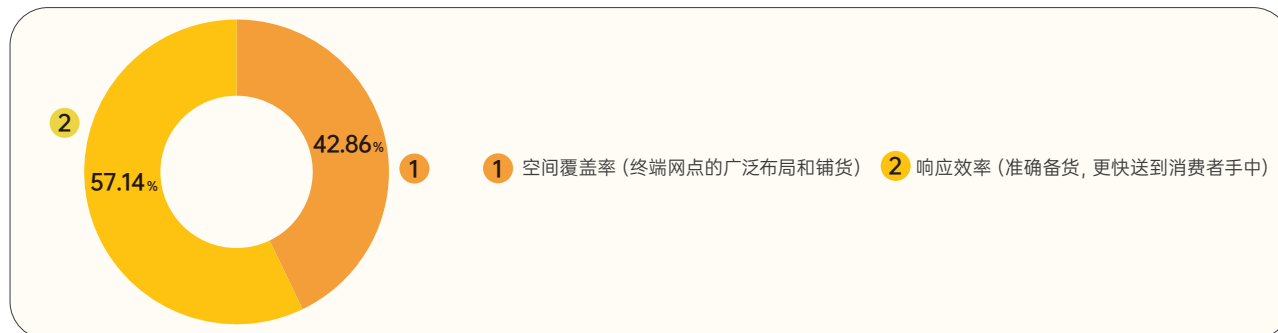 2
42.86%
57.14%
1
1 空间覆盖率 (终端网点的广泛布局和铺货) 2 响应效率 (准确备货, 更快送到消费者手中)